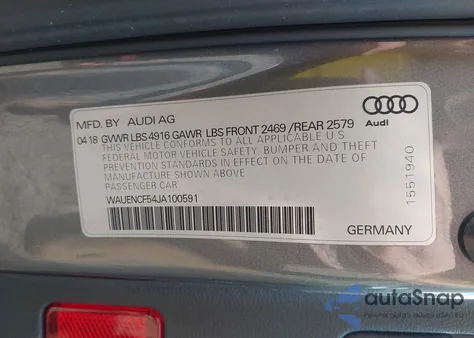 MFD. BY AUDI AG
Audi
04 18 GVWR LBS 4916 GAWR LBS FRONT 2469 /REAR 2579
THIS VEHICLE CONFORMS TO ALL APPLICABLE U S
FEDERAL MOTOR VEHICLE SAFETY, BUMPER AND THEFT
PREVENTION STANDARDS IN EFFECT ON THE DATE OF
MANUFACTURE SHOWN ABOVE
PASSENGER CAR
WAUENCF54JA100591
1551940
GERMANY
autoSnap